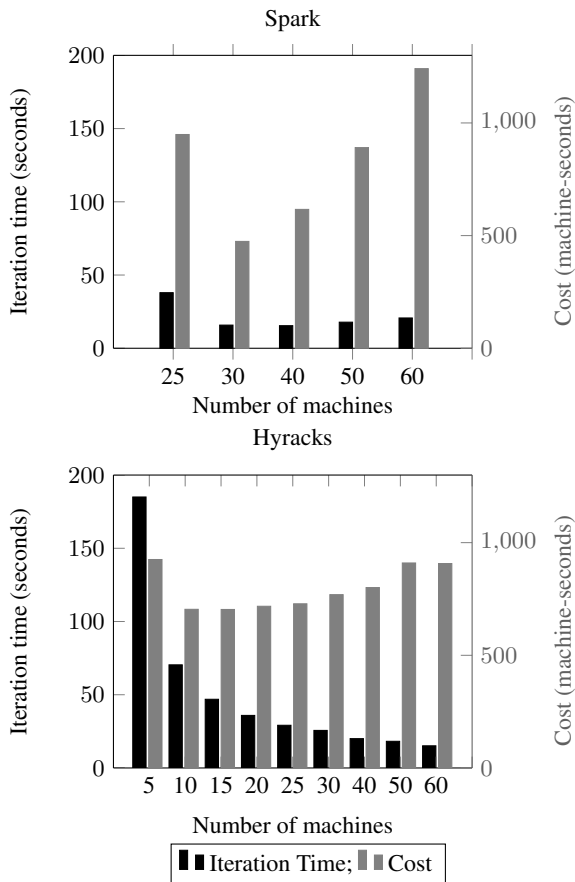 Spark
Iteration time (seconds)
200
150
100
50
0
1,000
500
0
Cost (machine-seconds)
25 30 40 50 60
Number of machines
Hyracks
Iteration time (seconds)
200
150
100
50
0
1,000
500
0
Cost (machine-seconds)
5 10 15 20 25 30 40 50 60
Number of machines
Iteration Time; Cost